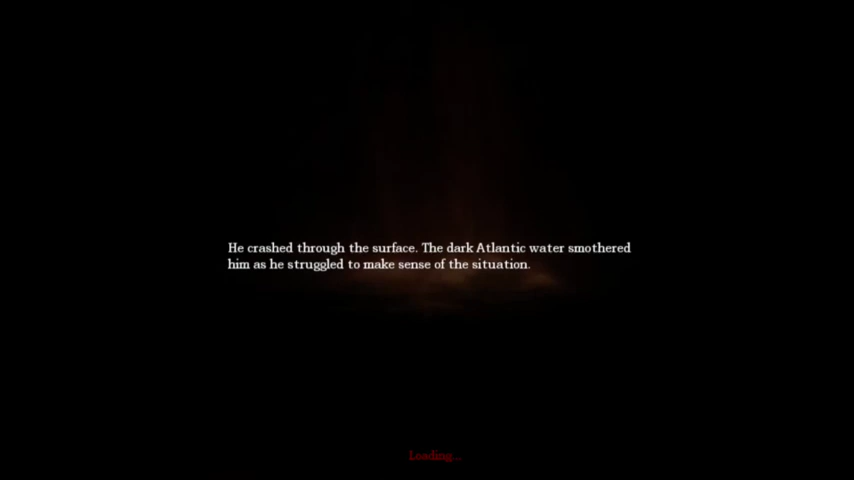 He crashed through the surface. The dark Atlantic water smothered
him as he struggled to make sense of the situation.
Loading...